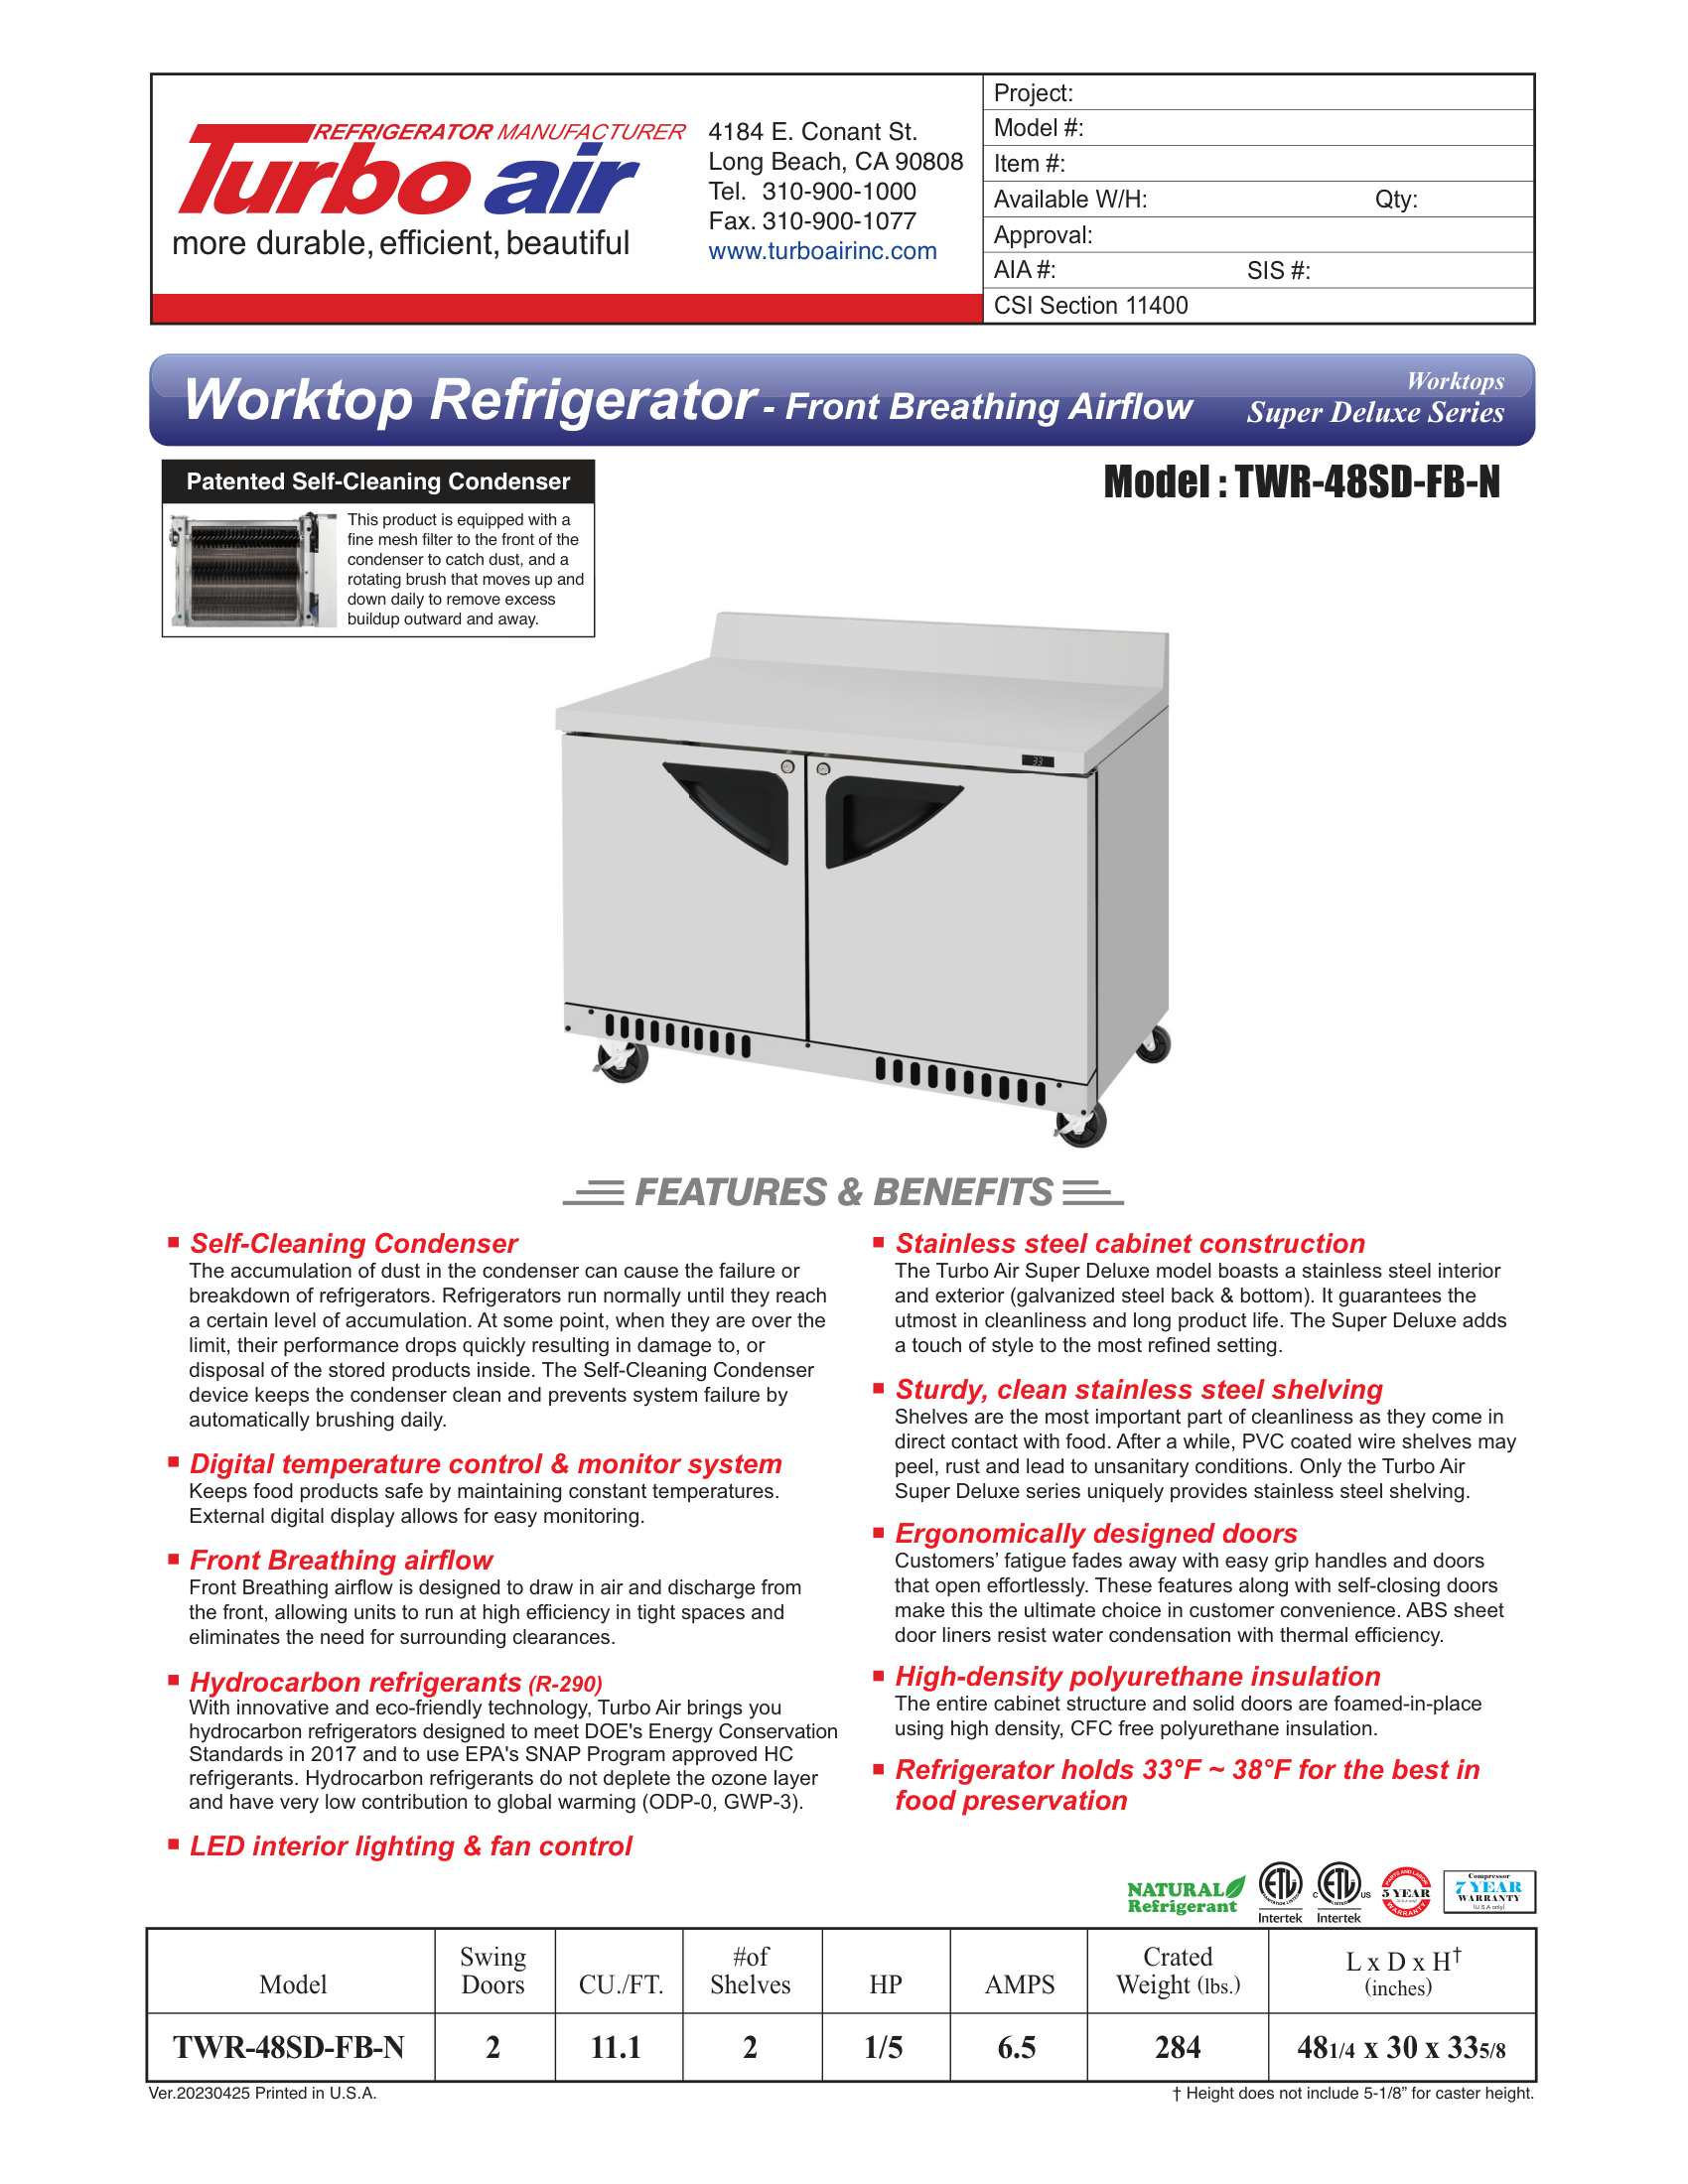 REFRIGERATOR MANUFACTURER
Turbo air
more durable, efficient, beautiful
4184 E. Conant St.
Long Beach, CA 90808
Tel. 310-900-1000
Fax. 310-900-1077
www.turboairinc.com
Project:
Model #:
Item #:
Available W/H: Qty:
Approval:
AIA #: SIS #:
CSI Section 11400
Worktop Refrigerator - Front Breathing Airflow
Worktops
Super Deluxe Series
Patented Self-Cleaning Condenser
This product is equipped with a
fine mesh filter to the front of the
condenser to catch dust, and a
rotating brush that moves up and
down daily to remove excess
buildup outward and away.
Model : TWR-48SD-FB-N
33
FEATURES & BENEFITS
▪ Self-Cleaning Condenser
The accumulation of dust in the condenser can cause the failure or
breakdown of refrigerators. Refrigerators run normally until they reach
a certain level of accumulation. At some point, when they are over the
limit, their performance drops quickly resulting in damage to, or
disposal of the stored products inside. The Self-Cleaning Condenser
device keeps the condenser clean and prevents system failure by
automatically brushing daily.
▪ Digital temperature control & monitor system
Keeps food products safe by maintaining constant temperatures.
External digital display allows for easy monitoring.
▪ Front Breathing airflow
Front Breathing airflow is designed to draw in air and discharge from
the front, allowing units to run at high efficiency in tight spaces and
eliminates the need for surrounding clearances.
▪ Hydrocarbon refrigerants (R-290)
With innovative and eco-friendly technology, Turbo Air brings you
hydrocarbon refrigerators designed to meet DOE's Energy Conservation
Standards in 2017 and to use EPA's SNAP Program approved HC
refrigerants. Hydrocarbon refrigerants do not deplete the ozone layer
and have very low contribution to global warming (ODP-0, GWP-3).
▪ LED interior lighting & fan control
▪ Stainless steel cabinet construction
The Turbo Air Super Deluxe model boasts a stainless steel interior
and exterior (galvanized steel back & bottom). It guarantees the
utmost in cleanliness and long product life. The Super Deluxe adds
a touch of style to the most refined setting.
▪ Sturdy, clean stainless steel shelving
Shelves are the most important part of cleanliness as they come in
direct contact with food. After a while, PVC coated wire shelves may
peel, rust and lead to unsanitary conditions. Only the Turbo Air
Super Deluxe series uniquely provides stainless steel shelving.
▪ Ergonomically designed doors
Customers' fatigue fades away with easy grip handles and doors
that open effortlessly. These features along with self-closing doors
make this the ultimate choice in customer convenience. ABS sheet
door liners resist water condensation with thermal efficiency.
▪ High-density polyurethane insulation
The entire cabinet structure and solid doors are foamed-in-place
using high density, CFC free polyurethane insulation.
▪ Refrigerator holds 33°F ~ 38°F for the best in
food preservation
NATURAL
Refrigerant
ETL
SANITATION LISTED
Intertek
C ETL US
LISTED
Intertek
PARTS AND LABOR
5 YEAR
(U.S.A only)
WARRANTY
Compressor
7 YEAR
WARRANTY
(U.S.A only)
Model | Swing Doors | CU./FT. | #of Shelves | HP | AMPS | Crated Weight (lbs.) | L x D x H† (inches)
TWR-48SD-FB-N | 2 | 11.1 | 2 | 1/5 | 6.5 | 284 | 481/4 x 30 x 335/8
Ver.20230425 Printed in U.S.A.
† Height does not include 5-1/8” for caster height.